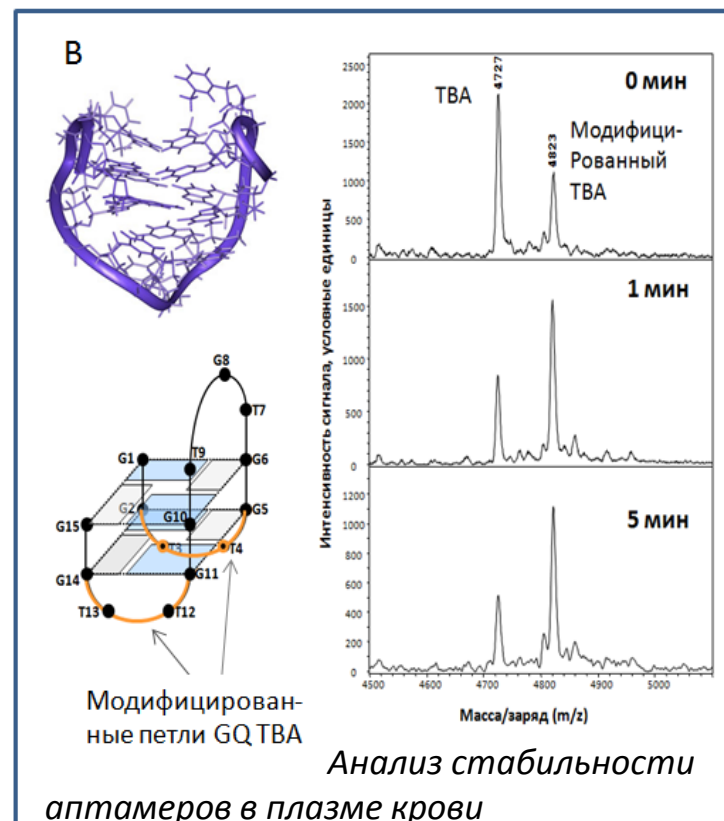 B
G8
T7
G1
T9
G6
G2
G10
G5
G15
T3
T4
G14
G11
T13
T12
Модифицирован-
ные петли GQ TBA
Интенсивность сигнала, условные единицы
2500
2000
1500
1000
500
0
4727
4823
TBA
0 мин
Модифици-
Рованный
TBA
1500
1000
500
0
1 мин
1000
800
600
400
200
0
5 мин
4500
4600
4700
4800
4900
5000
Масса/заряд (m/z)
Анализ стабильности
аптамеров в плазме крови